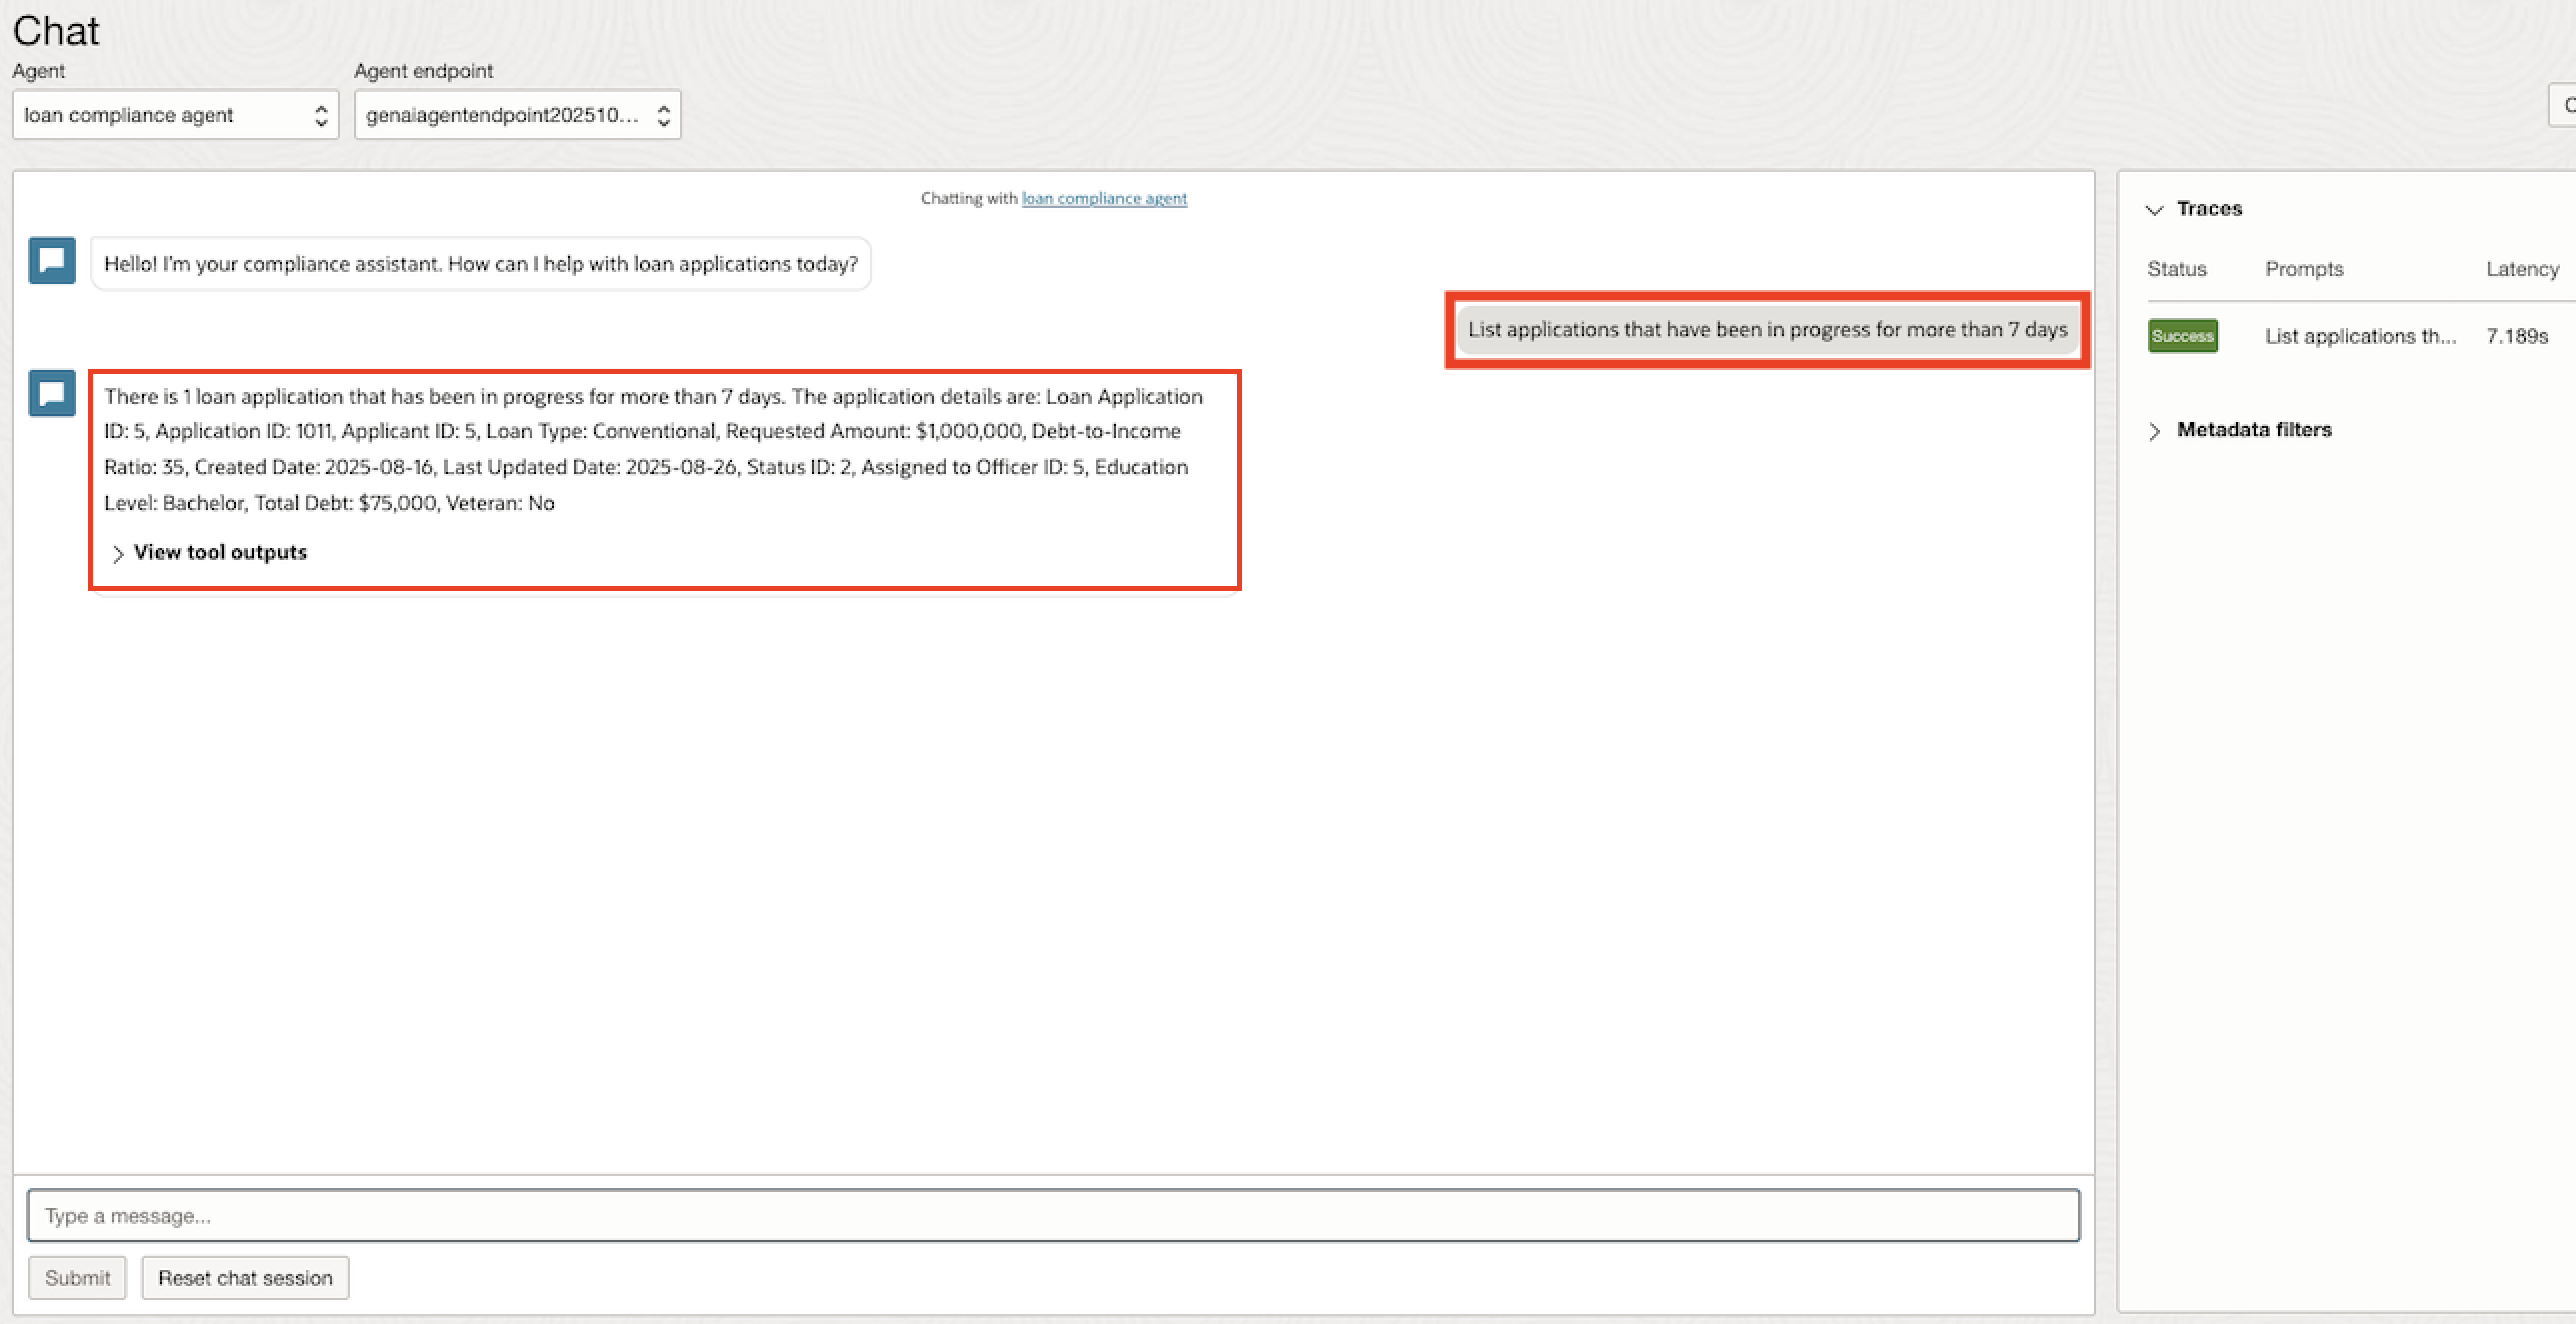 Chat
Agent
Agent endpoint
loan compliance agent
genaiagentendpoint202510...
Chatting with loan compliance agent
Hello! I'm your compliance assistant. How can I help with loan applications today?
List applications that have been in progress for more than 7 days
There is 1 loan application that has been in progress for more than 7 days. The application details are: Loan Application
ID: 5, Application ID: 1011, Applicant ID: 5, Loan Type: Conventional, Requested Amount: $1,000,000, Debt-to-Income
Ratio: 35, Created Date: 2025-08-16, Last Updated Date: 2025-08-26, Status ID: 2, Assigned to Officer ID: 5, Education
Level: Bachelor, Total Debt: $75,000, Veteran: No
View tool outputs
Type a message...
Submit
Reset chat session
Traces
Status Prompts Latency
Success List applications th... 7.189s
Metadata filters